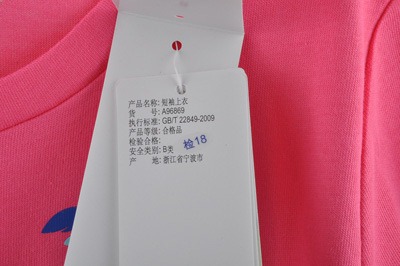 产品名称: 短袖上衣
货 号: A96869
执行标准: GB/T 22849-2009
产品等级: 合格品
检验合格: 检18
安全类别: B类
产 地: 浙江省宁波市